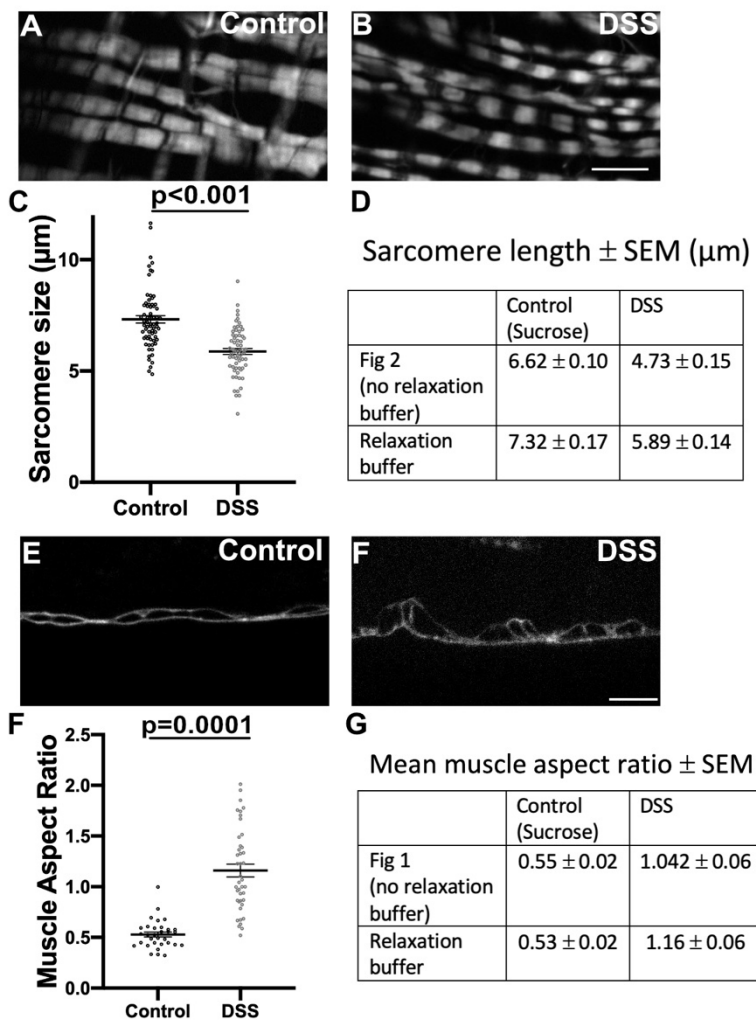 A Control
B DSS
C
p<0.001
Sarcomere size (μm)
10
5
0
Control DSS
D
Sarcomere length ± SEM (μm)
Control (Sucrose) DSS
Fig 2 (no relaxation buffer) 6.62 ± 0.10 4.73 ± 0.15
Relaxation buffer 7.32 ± 0.17 5.89 ± 0.14
E Control
F DSS
F
p=0.0001
Muscle Aspect Ratio
2.5
2.0
1.5
1.0
0.5
0.0
Control DSS
G
Mean muscle aspect ratio ± SEM
Control (Sucrose) DSS
Fig 1 (no relaxation buffer) 0.55 ± 0.02 1.042 ± 0.06
Relaxation buffer 0.53 ± 0.02 1.16 ± 0.06